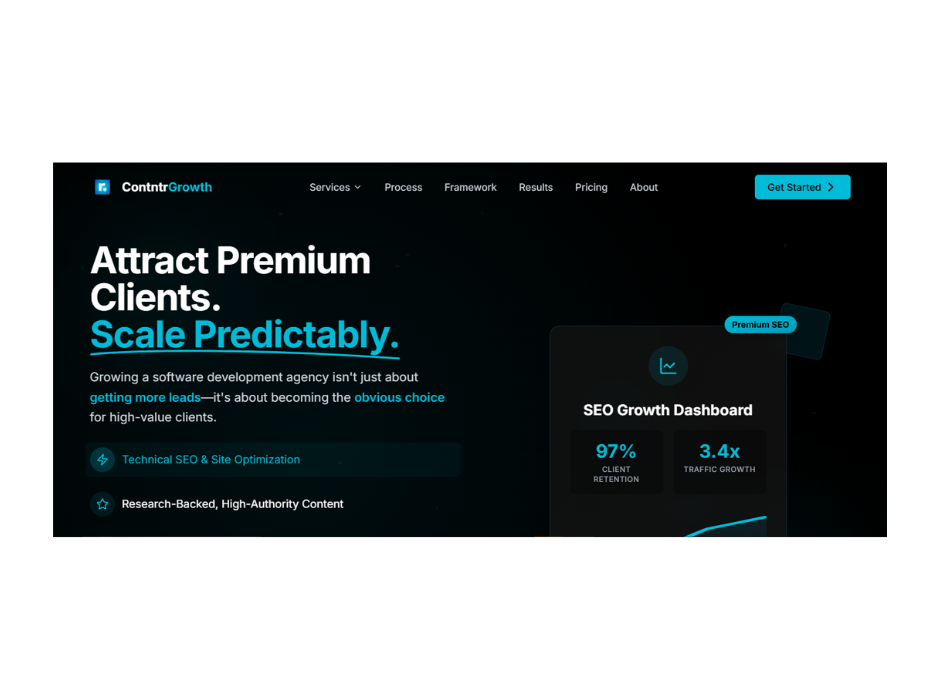 ContntrGrowth
Services
Process
Framework
Results
Pricing
About
Get Started
Attract Premium
Clients.
Scale Predictably.
Growing a software development agency isn't just about
getting more leads—it's about becoming the obvious choice
for high-value clients.
Technical SEO & Site Optimization
Research-Backed, High-Authority Content
Premium SEO
SEO Growth Dashboard
97%
CLIENT
RETENTION
3.4x
TRAFFIC GROWTH